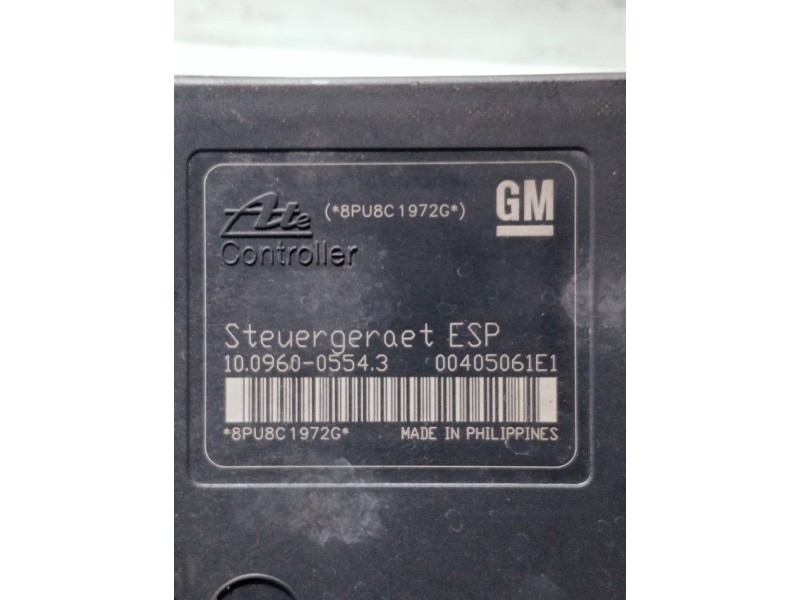 Ate (*8PU8C1972G*) GM
Controller
Steuergeraet ESP
10.0960-0554.3 00405061E1
*8PU8C1972G* MADE IN PHILIPPINES